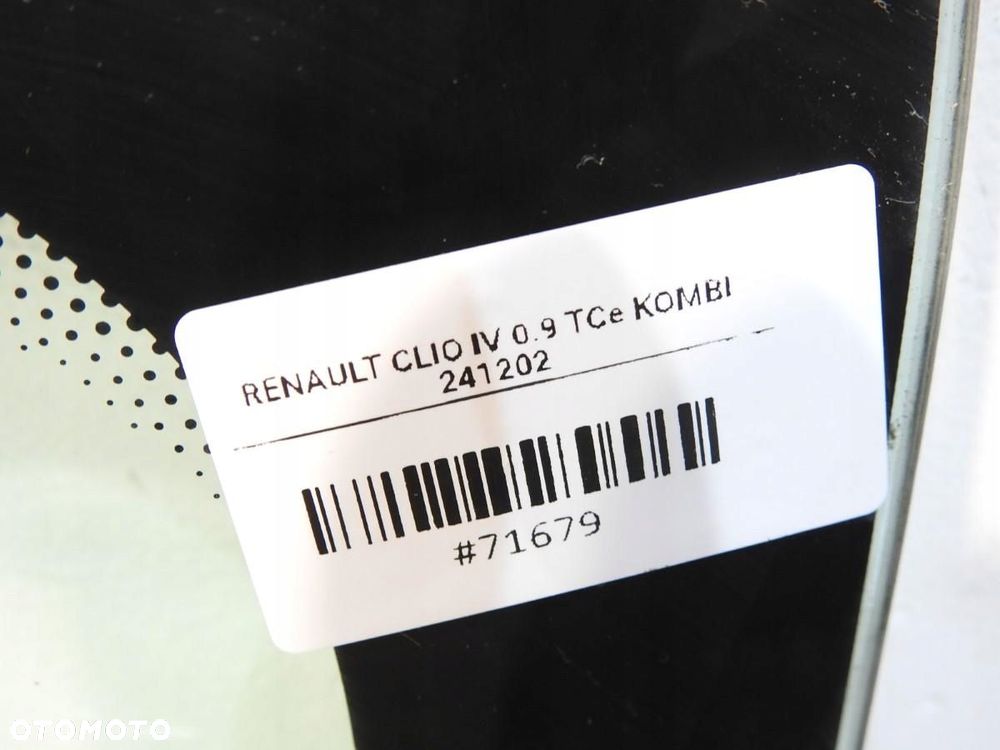 RENAULT CLIO IV 0.9 TCe KOMBI
241202
#71679
OTOMOTO